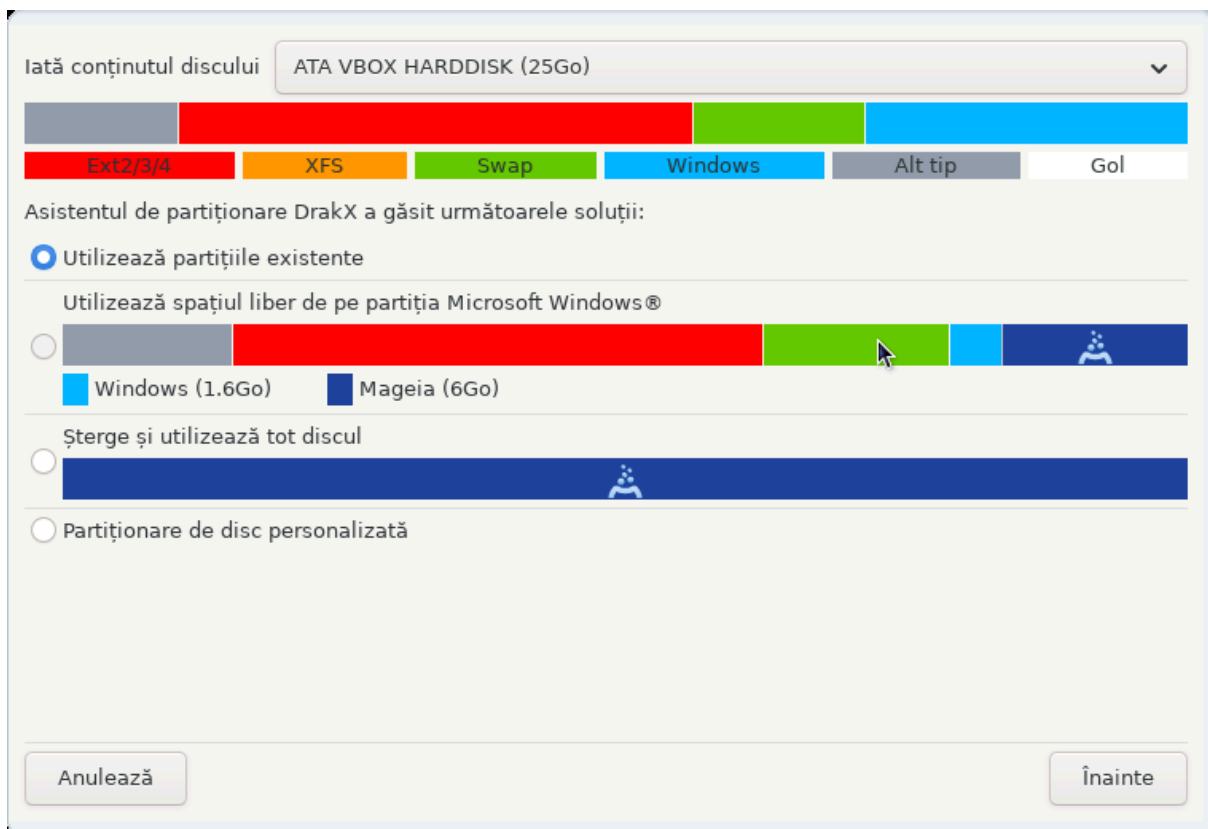 Iată conținutul discului ATA VBOX HARDDISK (25Go)
Ext2/3/4 XFS Swap Windows Alt tip Gol
Asistentul de partiționare DrakX a găsit următoarele soluții:
Utilizează partițiile existente
Utilizează spațiul liber de pe partiția Microsoft Windows®
Windows (1.6Go) Mageia (6Go)
Șterge și utilizează tot discul
Partiționare de disc personalizată
Anulează Înainte